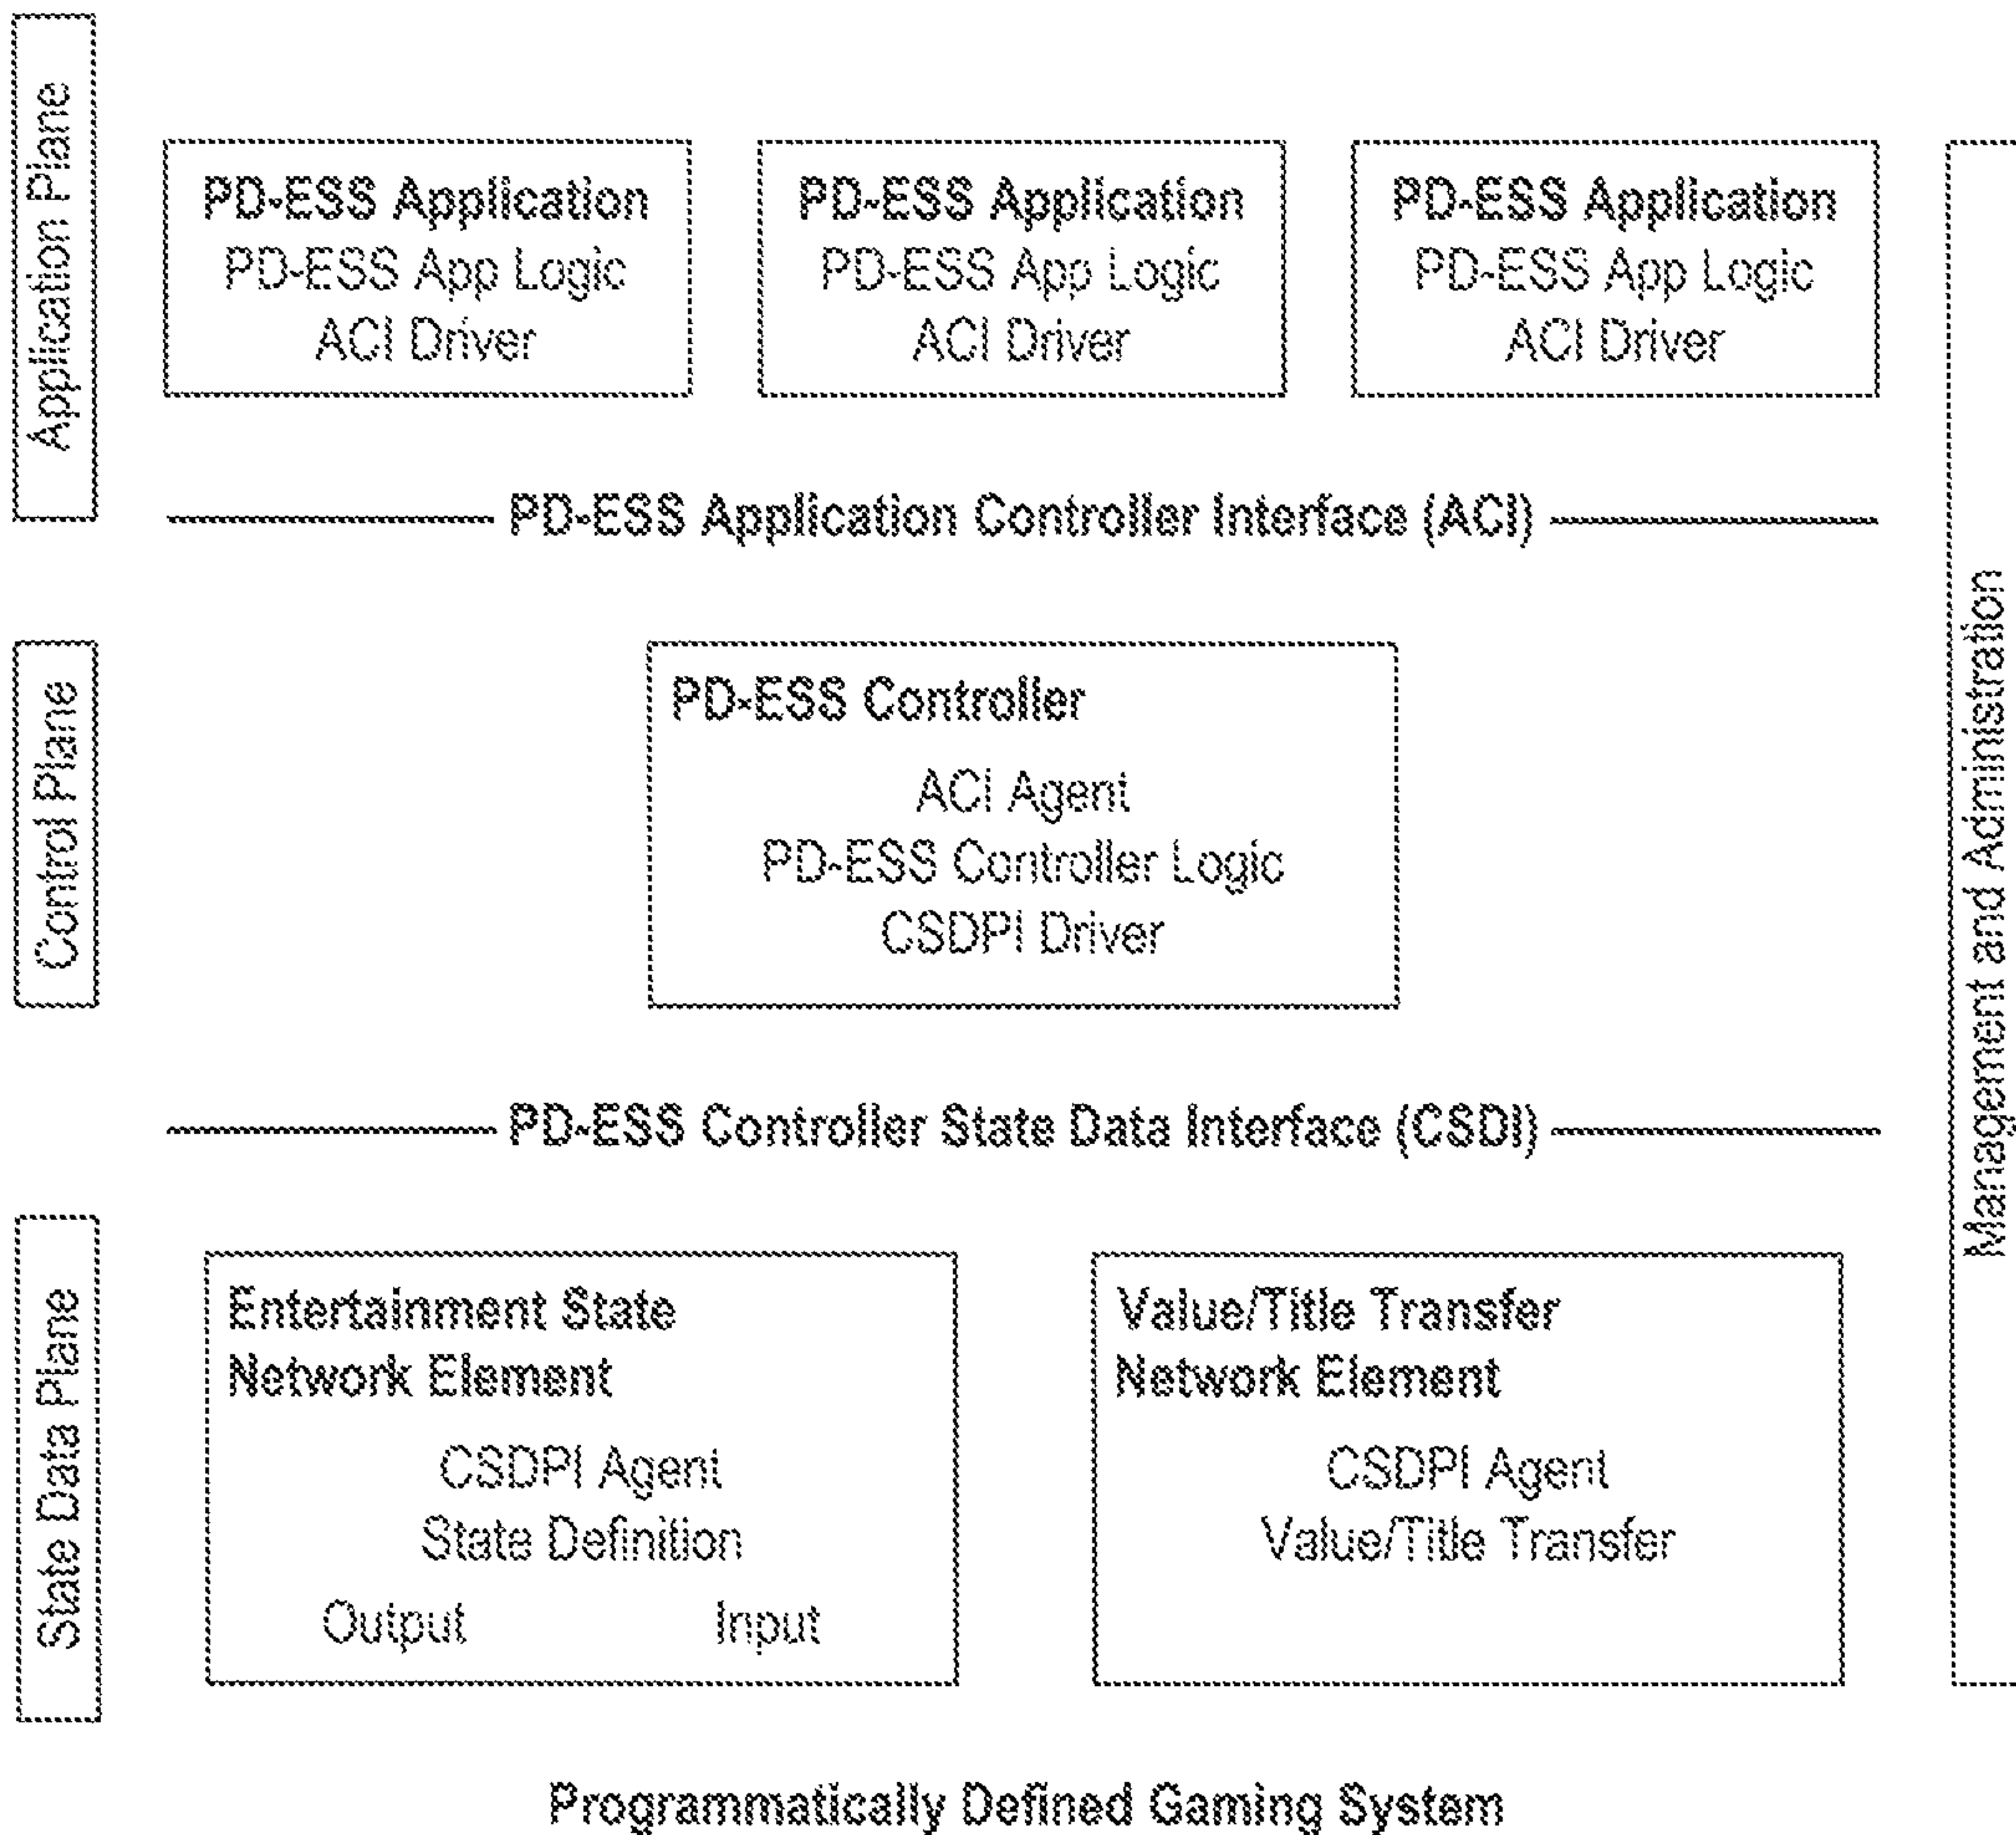 Application Plane
PD-ESS Application
PD-ESS App Logic
ACI Driver
PD-ESS Application
PD-ESS App Logic
ACI Driver
PD-ESS Application
PD-ESS App Logic
ACI Driver
PD-ESS Application Controller Interface (ACI)
Control Plane
PD-ESS Controller
ACI Agent
PD-ESS Controller Logic
CSDPI Driver
Management and Administration
PD-ESS Controller State Data Interface (CSDI)
State Data Plane
Entertainment State
Network Element
CSDPI Agent
State Definition
Output Input
Value/Title Transfer
Network Element
CSDPI Agent
Value/Title Transfer
Programmatically Defined Gaming System